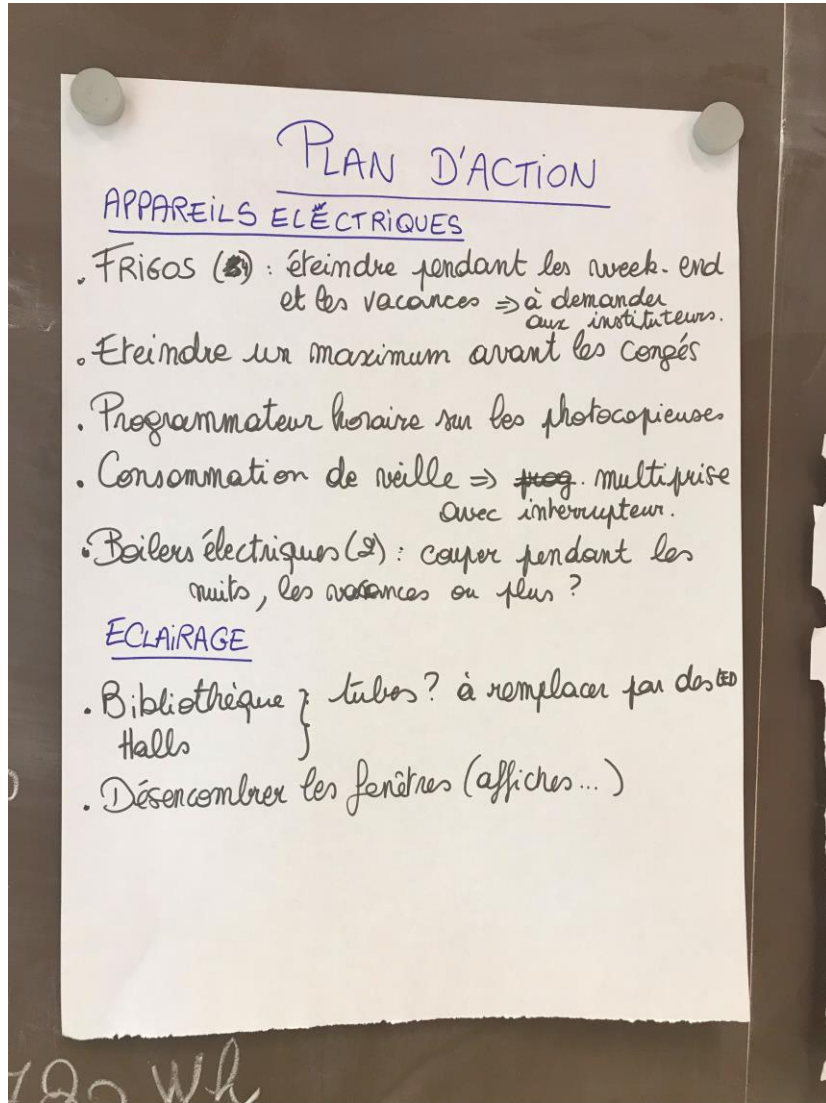 PLAN D'ACTION
APPAREILS ELÉCTRIQUES
. FRIGOS ( ) : éteindre pendant les week-end
et les vacances => à demander
aux instituteurs.
. Eteindre un maximum avant les congés
. Programmateur horaire sur les photocopieuses
. Consommation de veille => prog. multiprise
avec interrupteur.
. Boilers électriques (2) : couper pendant les
nuits, les vacances ou plus ?
ECLAIRAGE
. Bibliothèque } tubes ? à remplacer par des LED
Halls
. Désencombrer les fenêtres (affiches...)
Wh